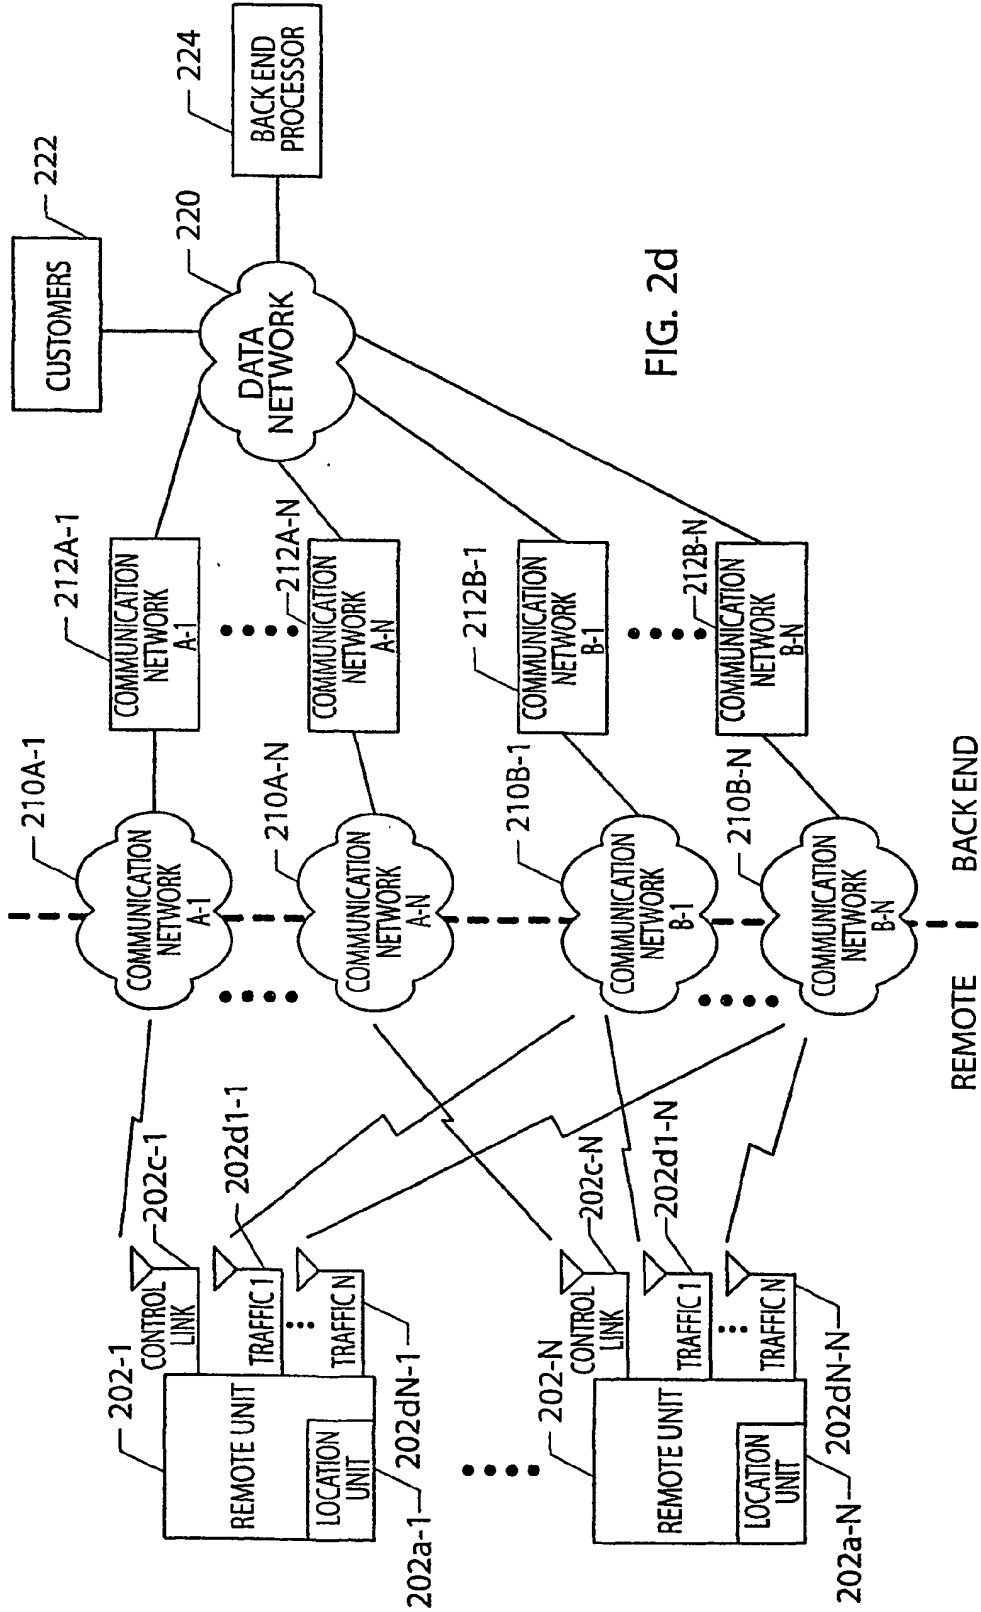 CUSTOMERS
222
BACK END
PROCESSOR
224
DATA
NETWORK
220
COMMUNICATION
NETWORK
A-1
212A-1
COMMUNICATION
NETWORK
A-N
212A-N
COMMUNICATION
NETWORK
B-1
212B-1
COMMUNICATION
NETWORK
B-N
212B-N
COMMUNICATION
NETWORK
A-1
210A-1
COMMUNICATION
NETWORK
A-N
210A-N
COMMUNICATION
NETWORK
B-1
210B-1
COMMUNICATION
NETWORK
B-N
210B-N
REMOTE
BACK END
202-1
REMOTE UNIT
LOCATION
UNIT
202a-1
CONTROL
LINK
202c-1
TRAFFIC 1
202d1-1
TRAFFIC N
202dN-1
202-N
REMOTE UNIT
LOCATION
UNIT
202a-N
CONTROL
LINK
202c-N
TRAFFIC 1
202d1-N
TRAFFIC N
202dN-N
FIG. 2d